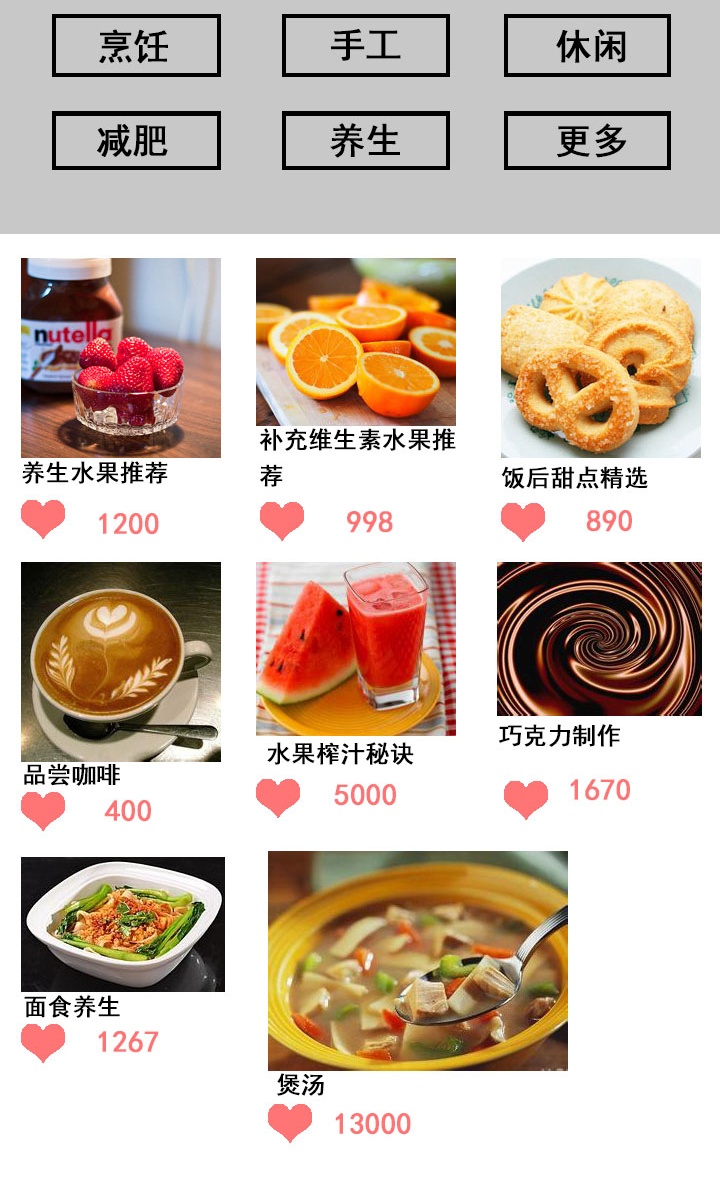 烹饪
手工
休闲
减肥
养生
更多
nutella
养生水果推荐
1200
补充维生素水果推
荐
998
饭后甜点精选
890
品尝咖啡
400
水果榨汁秘诀
5000
巧克力制作
1670
面食养生
1267
煲汤
13000